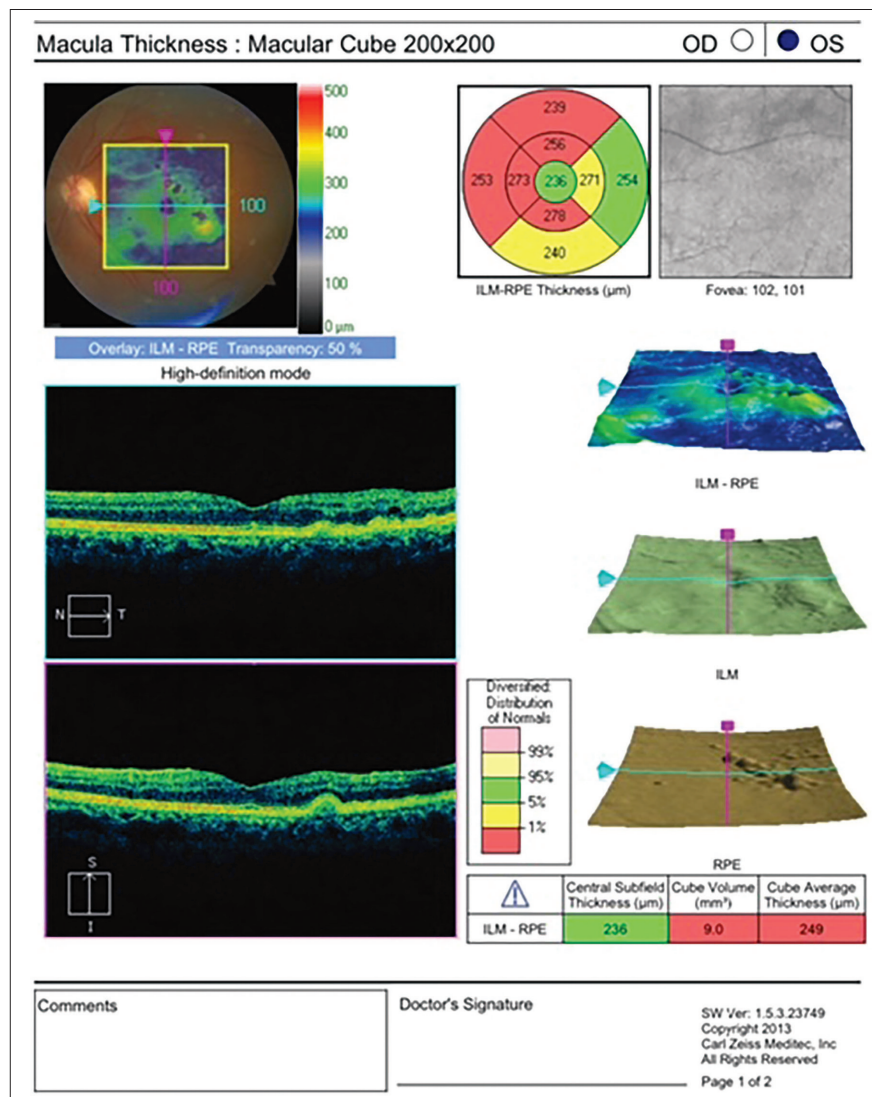 Macula Thickness : Macular Cube 200x200
OD OS
500
400
300
200
100
0 µm
100
100
Overlay: ILM - RPE Transparency: 50 %
239
256
253 273 236 271 254
278
240
ILM-RPE Thickness (µm)
Fovea: 102, 101
High-definition mode
N T
S
I
ILM - RPE
ILM
RPE
Diversified:
Distribution
of Normals
99%
95%
5%
1%
Central Subfield Thickness (µm) Cube Volume (mm³) Cube Average Thickness (µm)
ILM - RPE 236 9.0 249
Comments
Doctor's Signature
SW Ver: 1.5.3.23749
Copyright 2013
Carl Zeiss Meditec, Inc
All Rights Reserved
Page 1 of 2